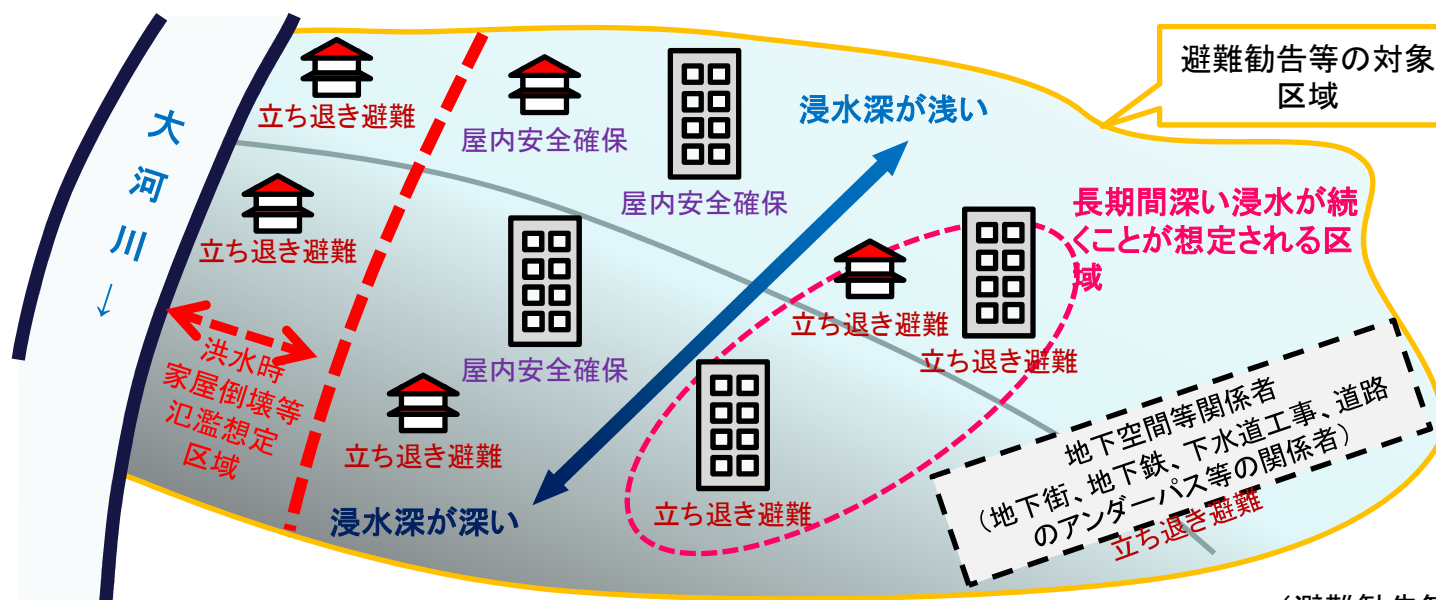 避難勧告等の対象
区域
大
河
川
↓
立ち退き避難
屋内安全確保
浸水深が浅い
屋内安全確保
立ち退き避難
長期間深い浸水が続
くことが想定される区
域
立ち退き避難
立ち退き避難
洪水時
家屋倒壊等
氾濫想定
区域
屋内安全確保
立ち退き避難
浸水深が深い
立ち退き避難
地下空間等関係者
（地下街、地下鉄、下水道工事、道路
のアンダーパス等の関係者）
立ち退き避難